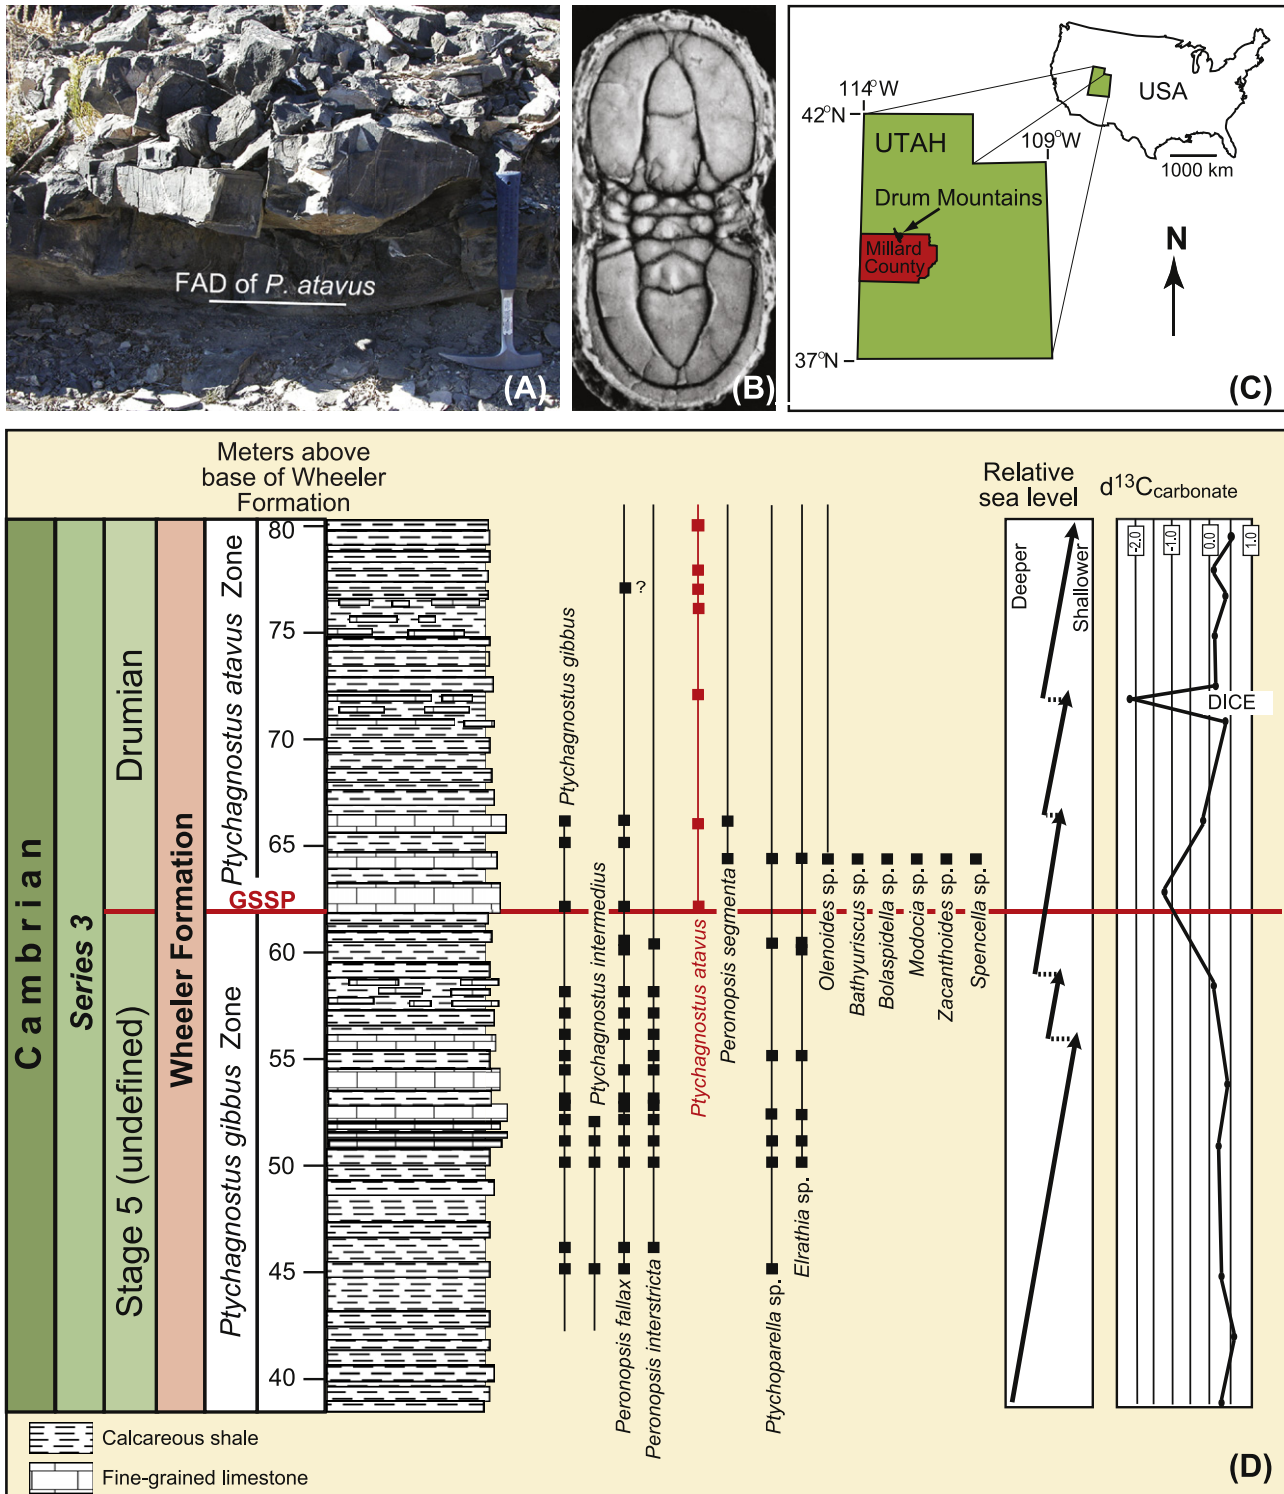 FAD of P. atavus
(A)
(B)
114°W
42°N
UTAH
109°W
USA
1000 km
Drum Mountains
Millard
County
N
37°N
(C)
Meters above
base of Wheeler
Formation
Relative
sea level
d13Ccarbonate
Cambrian
Series 3
Drumian
Stage 5 (undefined)
Wheeler Formation
Ptychagnostus atavus Zone
Ptychagnostus gibbus Zone
GSSP
80
75
70
65
60
55
50
45
40
Ptychagnostus gibbus
Ptychagnostus intermedius
Peronopsis fallax
?
Peronopsis interstricta
Ptychagnostus atavus
Peronopsis segmenta
Ptychoparella sp.
Elrathia sp.
Olenoides sp.
Bathyuriscus sp.
Bolaspidella sp.
Modocia sp.
Zacanthoides sp.
Spencella sp.
Deeper
Shallower
-2.0
-1.0
0.0
1.0
DICE
Calcareous shale
Fine-grained limestone
(D)